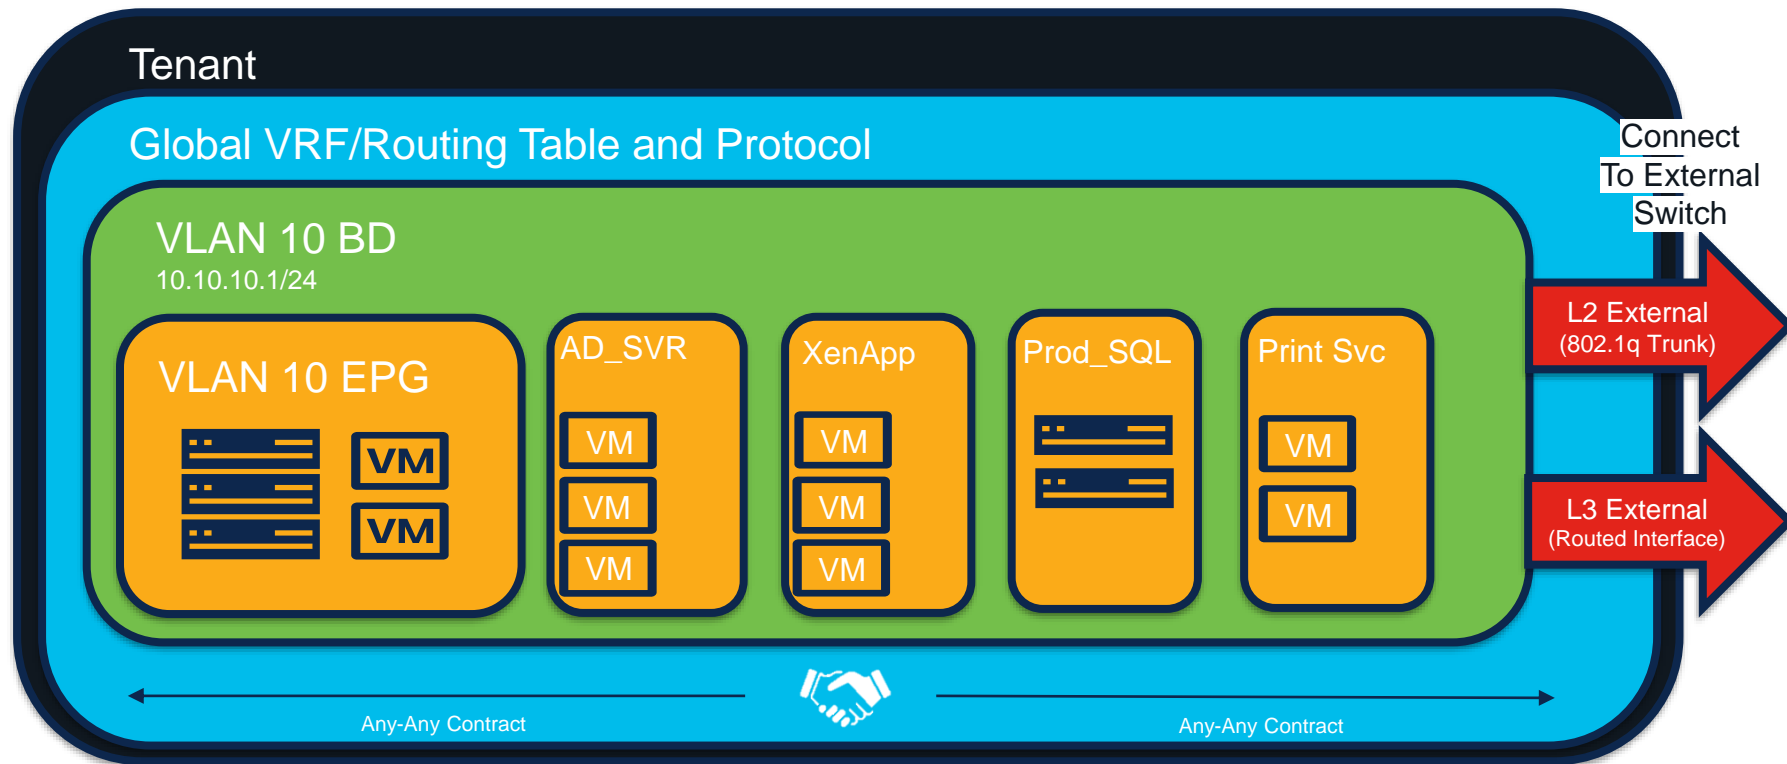 Tenant
Global VRF/Routing Table and Protocol
Connect
To External
Switch
VLAN 10 BD
10.10.10.1/24
VLAN 10 EPG
VM
VM
AD_SVR
VM
VM
VM
XenApp
VM
VM
VM
Prod_SQL
Print Svc
VM
VM
L2 External
(802.1q Trunk)
L3 External
(Routed Interface)
Any-Any Contract
Any-Any Contract